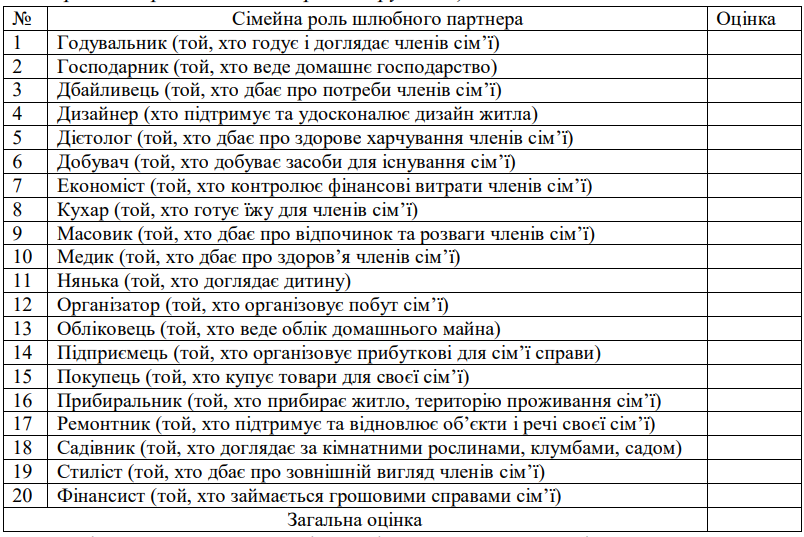 № Сімейна роль шлюбного партнера Оцінка
1 Годувальник (той, хто годує і доглядає членів сім’ї)
2 Господарник (той, хто веде домашнє господарство)
3 Дбайливець (той, хто дбає про потреби членів сім’ї)
4 Дизайнер (хто підтримує та удосконалює дизайн житла)
5 Дієтолог (той, хто дбає про здорове харчування членів сім’ї)
6 Добувач (той, хто добуває засоби для існування сім’ї)
7 Економіст (той, хто контролює фінансові витрати членів сім’ї)
8 Кухар (той, хто готує їжу для членів сім’ї)
9 Масовик (той, хто дбає про відпочинок та розваги членів сім’ї)
10 Медик (той, хто дбає про здоров’я членів сім’ї)
11 Нянька (той, хто доглядає дитину)
12 Організатор (той, хто організовує побут сім’ї)
13 Обліковець (той, хто веде облік домашнього майна)
14 Підприємець (той, хто організовує прибуткові для сім’ї справи)
15 Покупець (той, хто купує товари для своєї сім’ї)
16 Прибиральник (той, хто прибирає житло, територію проживання сім’ї)
17 Ремонтник (той, хто підтримує та відновлює об’єкти і речі своєї сім’ї)
18 Садівник (той, хто доглядає за кімнатними рослинами, клумбами, садом)
19 Стиліст (той, хто дбає про зовнішній вигляд членів сім’ї)
20 Фінансист (той, хто займається грошовими справами сім’ї)
Загальна оцінка